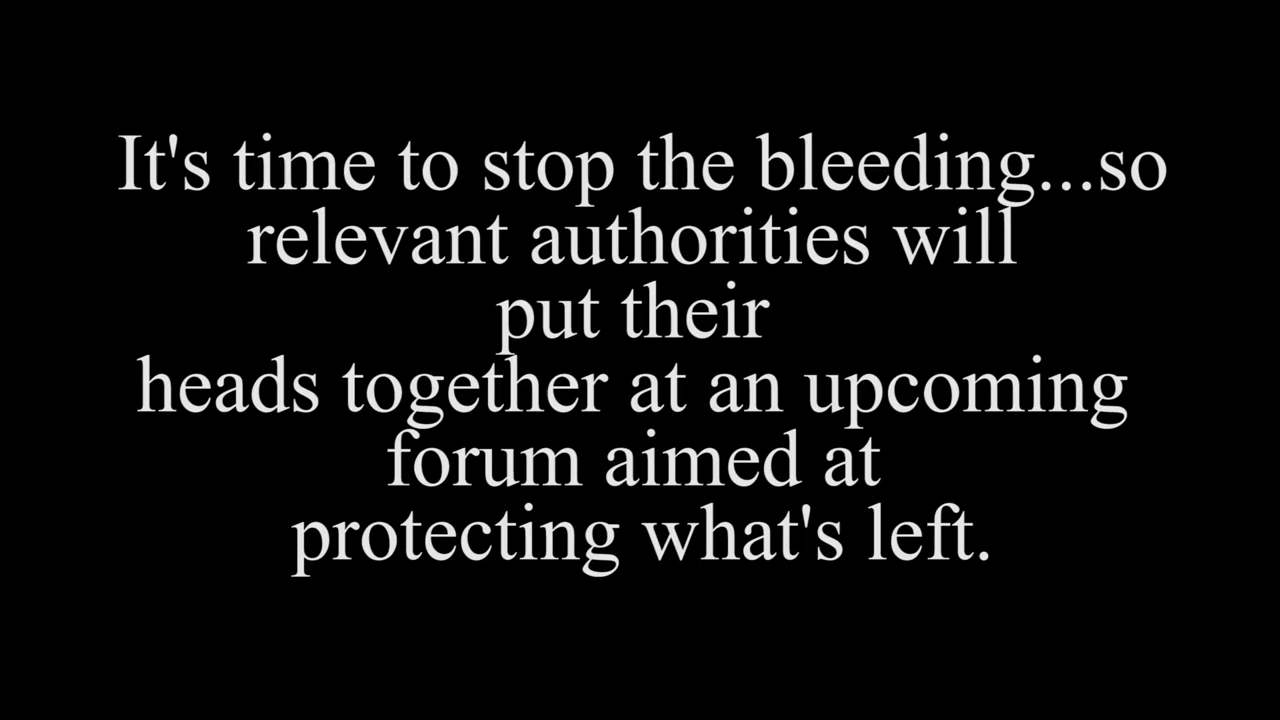 It's time to stop the bleeding...so
relevant authorities will
put their
heads together at an upcoming
forum aimed at
protecting what's left.